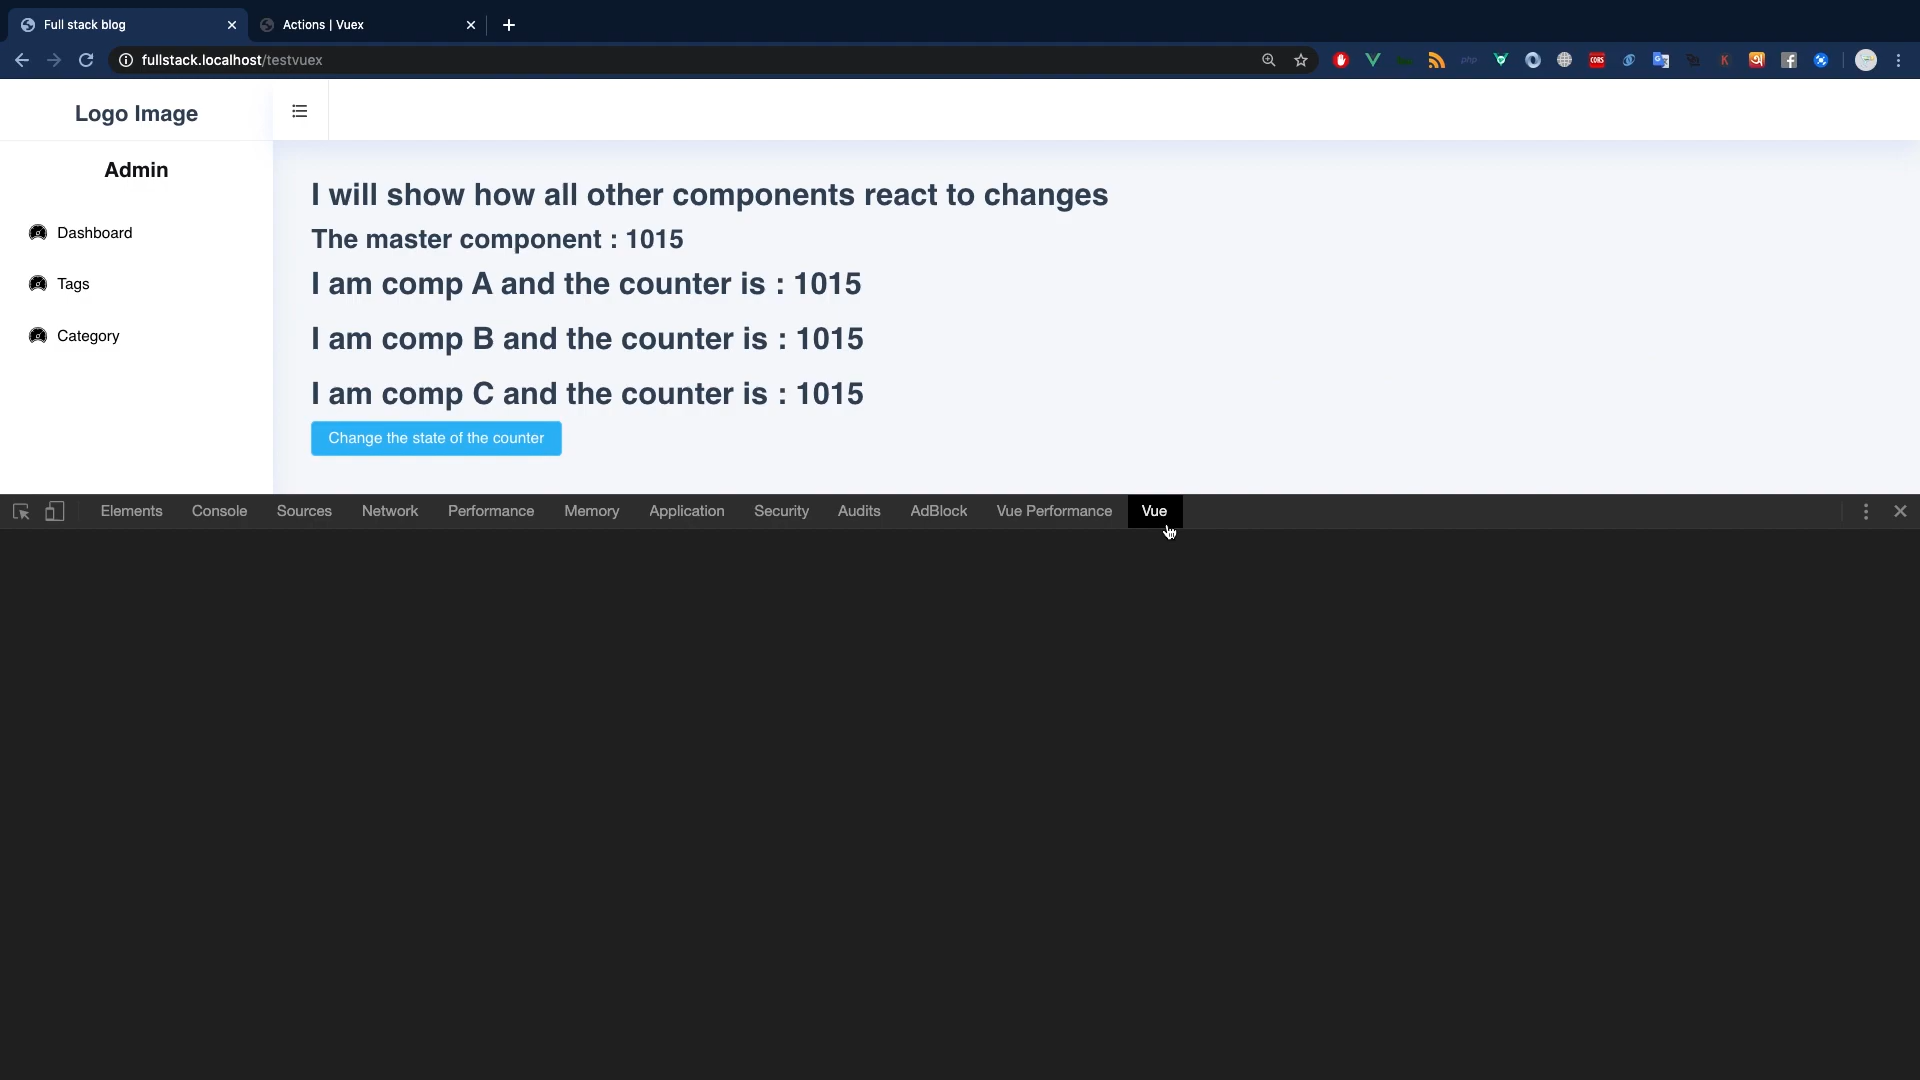 Full stack blog
Actions | Vuex
fullstack.localhost/testvuex
php
CORS
K
Logo Image
Admin
Dashboard
Tags
Category
I will show how all other components react to changes
The master component : 1015
I am comp A and the counter is : 1015
I am comp B and the counter is : 1015
I am comp C and the counter is : 1015
Change the state of the counter
Elements Console Sources Network Performance Memory Application Security Audits AdBlock Vue Performance Vue